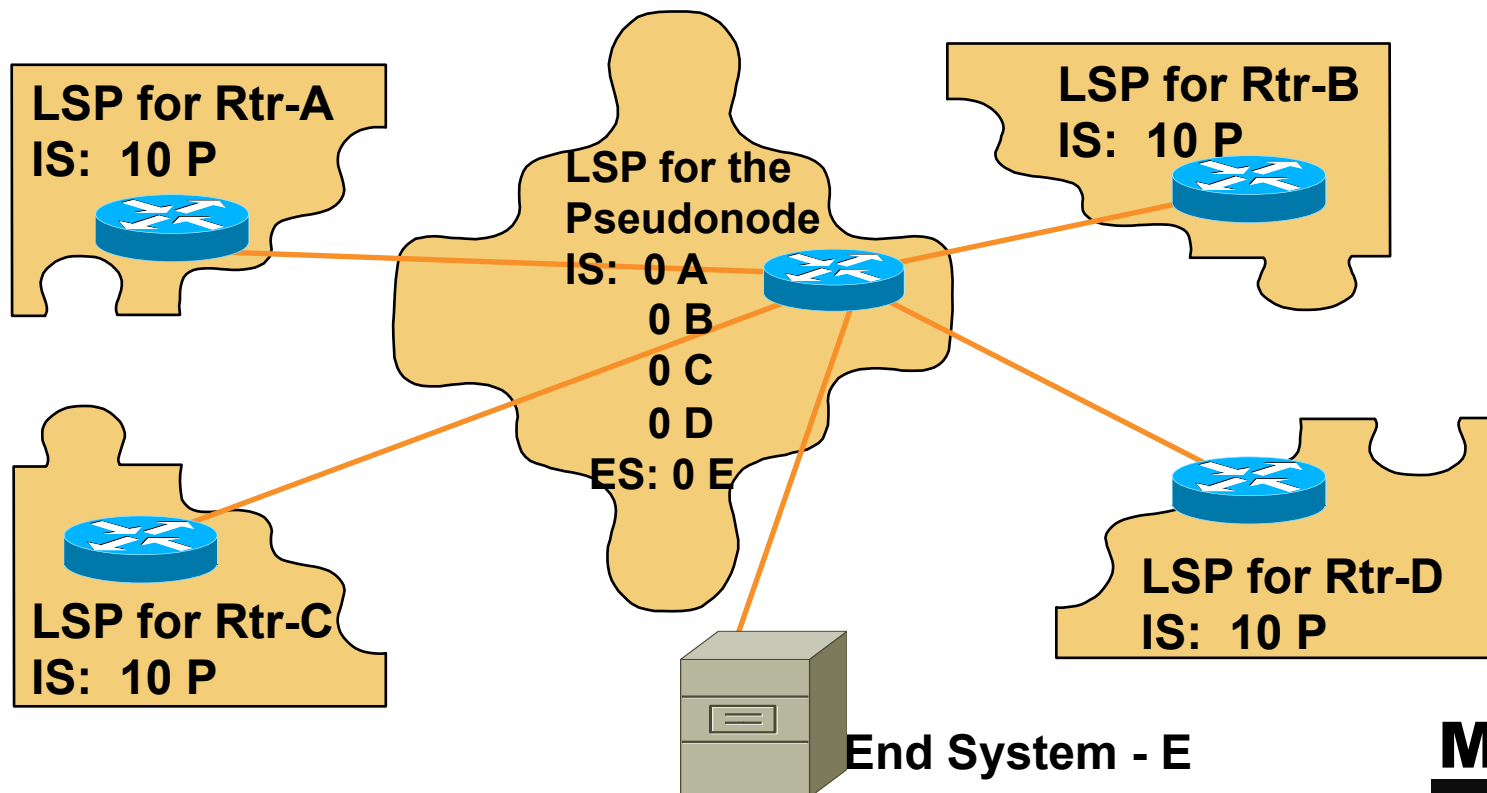 LSP for Rtr-A
IS: 10 P
LSP for the
Pseudonode
IS: 0 A
0 B
0 C
0 D
ES: 0 E
LSP for Rtr-B
IS: 10 P
LSP for Rtr-C
IS: 10 P
LSP for Rtr-D
IS: 10 P
End System - E
M